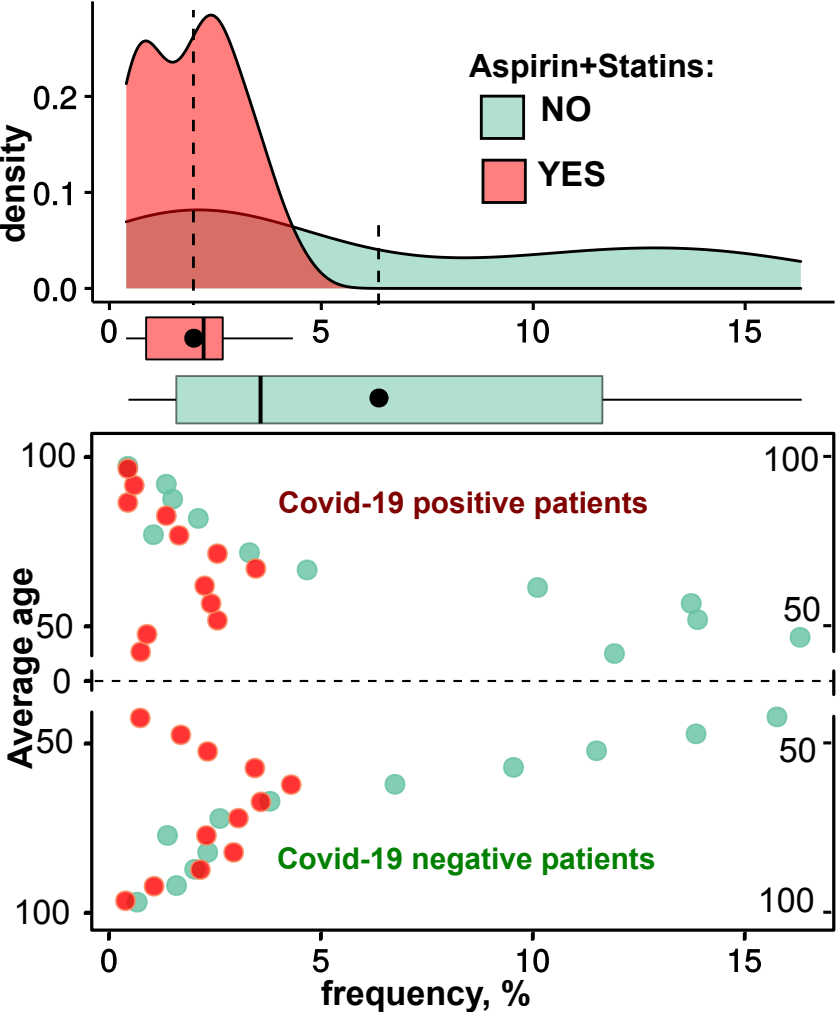 density
0.2
0.1
0.0
Aspirin+Statins:
NO
YES
0 5 10 15
Average age
100
50
0
50
100
Covid-19 positive patients
100
50
Covid-19 negative patients
50
100
0 5 10 15
frequency, %